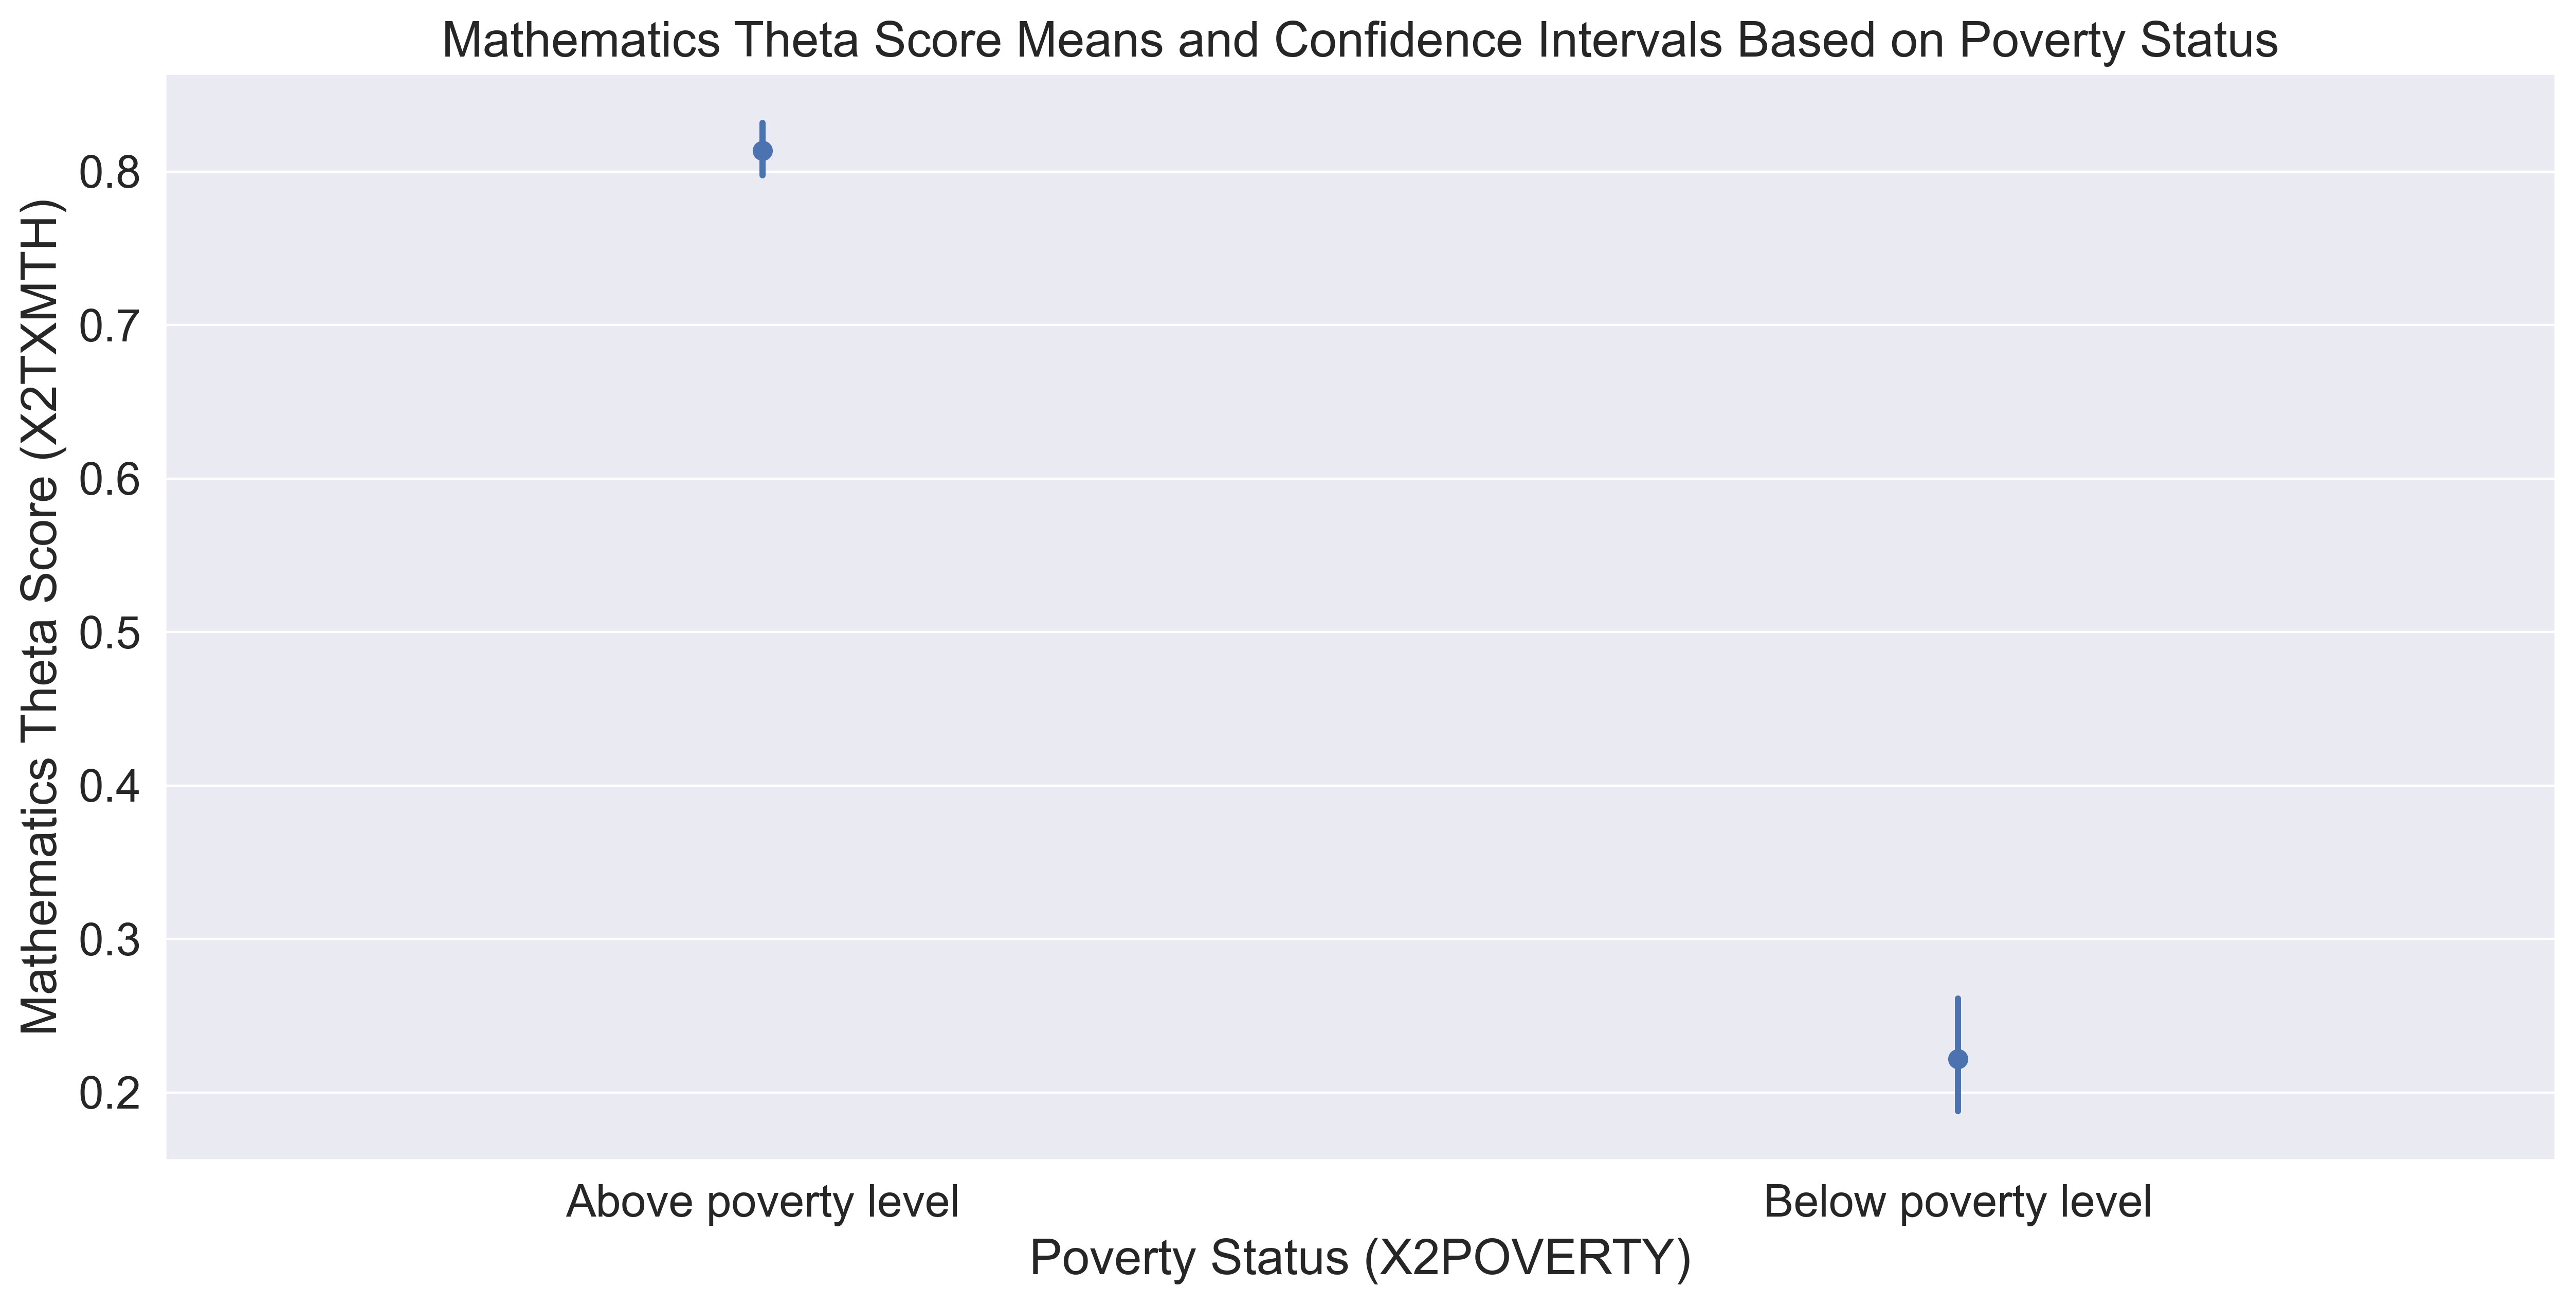 Mathematics Theta Score Means and Confidence Intervals Based on Poverty Status
Mathematics Theta Score (X2TXMTH)
0.8
0.7
0.6
0.5
0.4
0.3
0.2
Above poverty level
Below poverty level
Poverty Status (X2POVERTY)